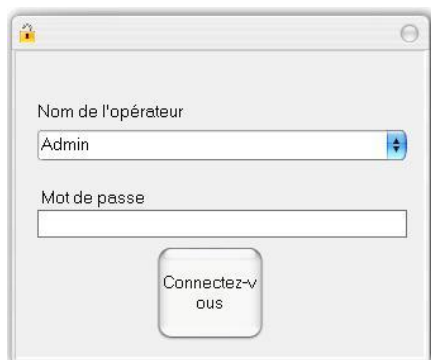 Nom de l'opérateur
Admin
Mot de passe
Connectez-v
ous